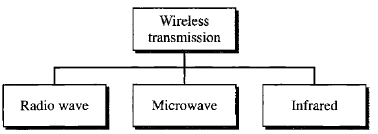 Wireless
transmission
Radio wave
Microwave
Infrared